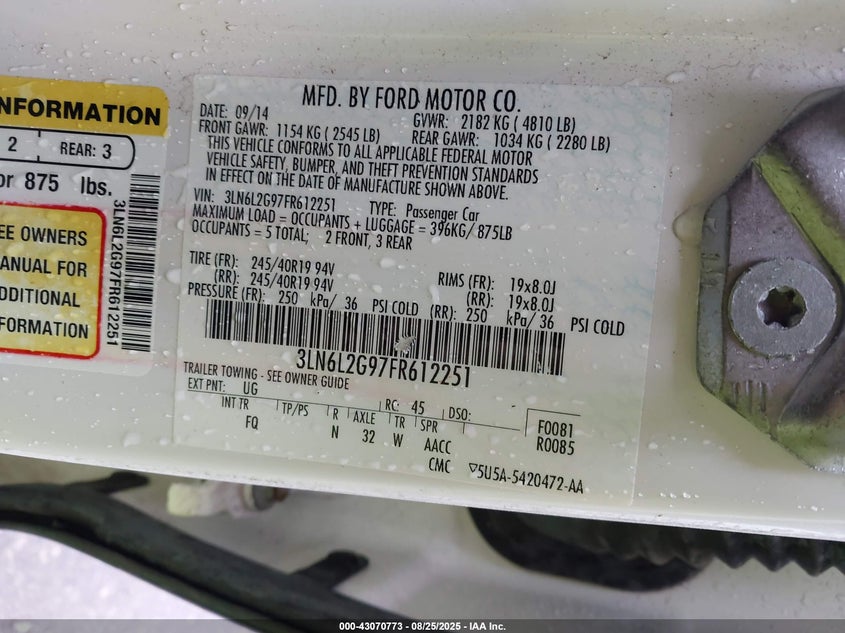 NFORMATION
2 REAR: 3
or 875 lbs.
EE OWNERS
ANUAL FOR
DDITIONAL
FORMATION
3LN6L2G97FR612251
MFD. BY FORD MOTOR CO.
DATE: 09/14 GVWR: 2182 KG ( 4810 LB)
FRONT GAWR: 1154 KG ( 2545 LB) REAR GAWR: 1034 KG ( 2280 LB)
THIS VEHICLE CONFORMS TO ALL APPLICABLE FEDERAL MOTOR
VEHICLE SAFETY, BUMPER, AND THEFT PREVENTION STANDARDS
IN EFFECT ON THE DATE OF MANUFACTURE SHOWN ABOVE.
VIN: 3LN6L2G97FR612251 TYPE: Passenger Car
MAXIMUM LOAD = OCCUPANTS + LUGGAGE = 396KG/ 875LB
OCCUPANTS = 5 TOTAL; 2 FRONT, 3 REAR
TIRE (FR): 245/40R19 94V RIMS (FR): 19x8.0J
(RR): 245/40R19 94V (RR): 19x8.0J
PRESSURE (FR): 250 kPa/ 36 PSI COLD (RR): 250 kPa/ 36 PSI COLD
3LN6L2G97FR612251
TRAILER TOWING - SEE OWNER GUIDE
EXT PNT: UG RC: 45 DSO:
INT TR TP/PS R AXLE TR SPR F0081
FQ N 32 W AACC R0085
CMC ▽5U5A-5420472-AA
000-43070773 - 08/25/2025 - IAA Inc.